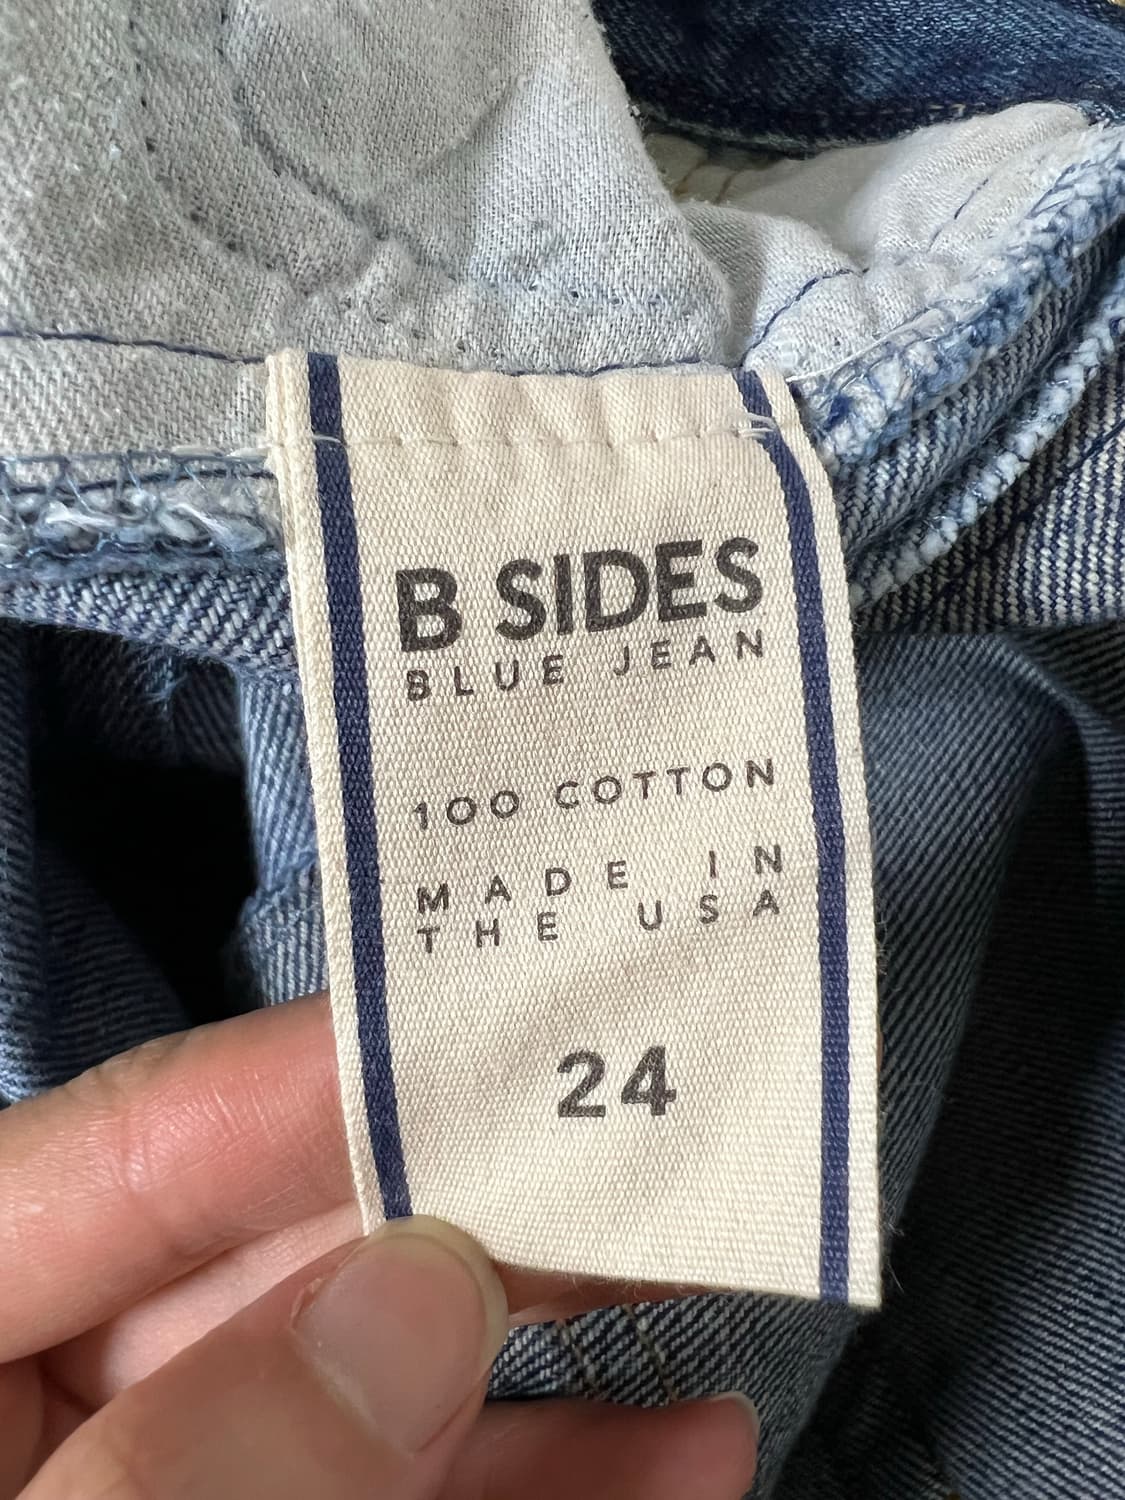 B SIDES
BLUE JEAN
100 COTTON
MADE IN
THE USA
24